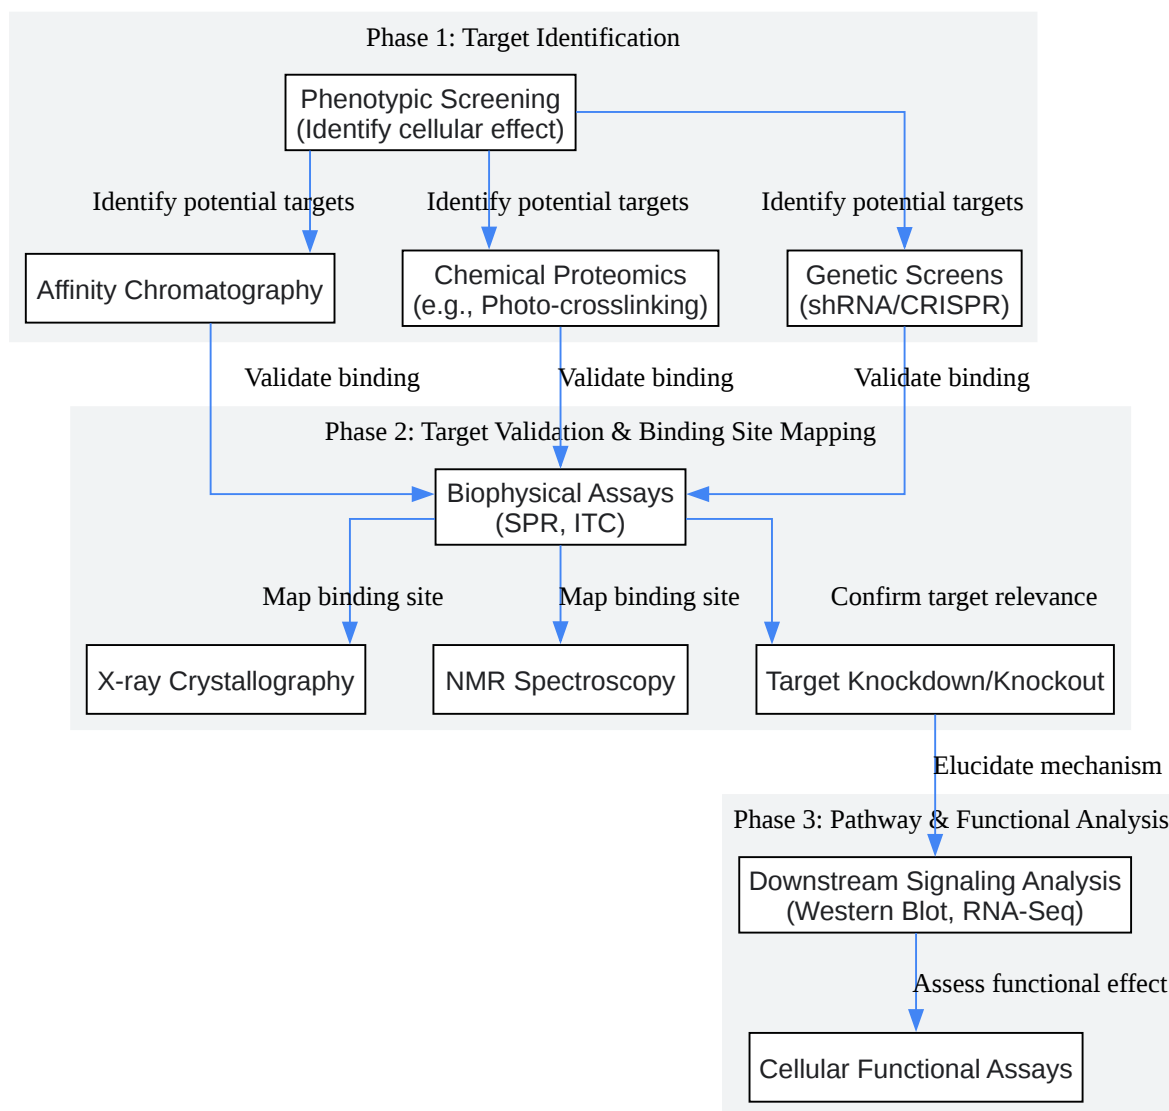 Phase 1: Target Identification
Phenotypic Screening
(Identify cellular effect)
Identify potential targets
Identify potential targets
Identify potential targets
Affinity Chromatography
Chemical Proteomics
(e.g., Photo-crosslinking)
Genetic Screens
(shRNA/CRISPR)
Validate binding
Validate binding
Validate binding
Phase 2: Target Validation & Binding Site Mapping
Biophysical Assays
(SPR, ITC)
Map binding site
Map binding site
Confirm target relevance
X-ray Crystallography
NMR Spectroscopy
Target Knockdown/Knockout
Elucidate mechanism
Phase 3: Pathway & Functional Analysis
Downstream Signaling Analysis
(Western Blot, RNA-Seq)
Assess functional effect
Cellular Functional Assays